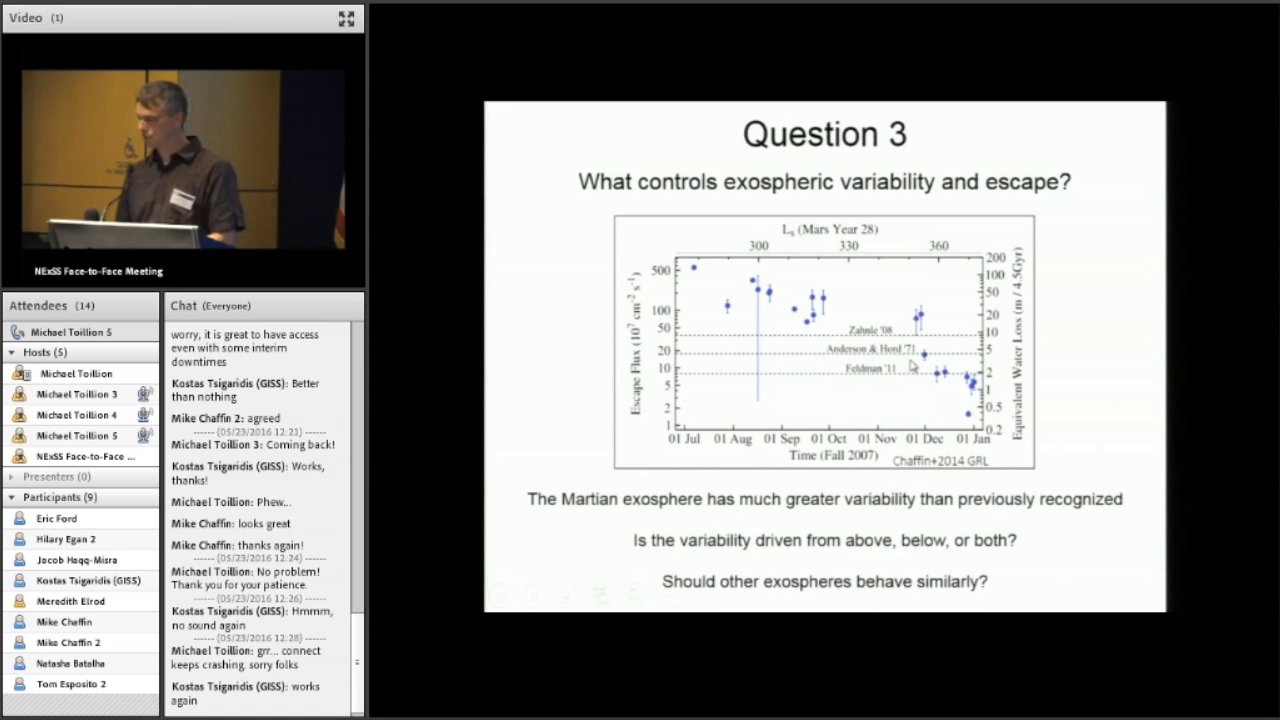 Video (1)
NExSS Face-to-Face Meeting
Attendees (14)
Michael Toillion 5
Hosts (5)
Michael Toillion
Michael Toillion 3
Michael Toillion 4
Michael Toillion 5
NExSS Face-to-Face ...
Presenters (0)
Participants (9)
Eric Ford
Hilary Egan 2
Jacob Haqq-Misra
Kostas Tsigaridis (GISS)
Meredith Elrod
Mike Chaffin
Mike Chaffin 2
Natasha Batalha
Tom Esposito 2
Chat (Everyone)
worry, it is great to have access
even with some interim
downtimes
Kostas Tsigaridis (GISS): Better
than nothing
Mike Chaffin 2: agreed
------ (05/23/2016 12:21) ------
Michael Toillion 3: Coming back!
Kostas Tsigaridis (GISS): Works,
thanks!
Michael Toillion: Phew...
Mike Chaffin: looks great
Mike Chaffin: thanks again!
------ (05/23/2016 12:24) ------
Michael Toillion: No problem!
Thank you for your patience.
------ (05/23/2016 12:26) ------
Kostas Tsigaridis (GISS): Hmmm,
no sound again
------ (05/23/2016 12:28) ------
Michael Toillion: grr... connect
keeps crashing. sorry folks
Kostas Tsigaridis (GISS): works
again
Question 3
What controls exospheric variability and escape?
Ls (Mars Year 28)
300 330 360
Escape Flux (10⁷ cm⁻² s⁻¹)
500
100
50
20
10
5
2
1
Zahnle '08
Anderson & Hord '71
Feldman '11
200
100
50
20
10
5
2
1
0.5
0.2
Equivalent Water Loss (m / 4.5Gyr)
01 Jul 01 Aug 01 Sep 01 Oct 01 Nov 01 Dec 01 Jan
Time (Fall 2007)
Chaffin+2014 GRL
The Martian exosphere has much greater variability than previously recognized
Is the variability driven from above, below, or both?
Should other exospheres behave similarly?